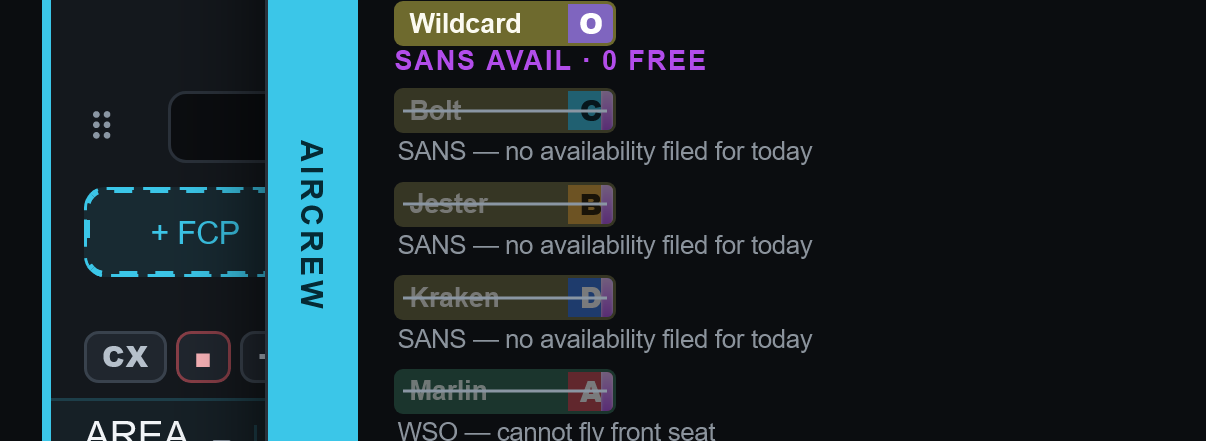 Wildcard O
SANS AVAIL · 0 FREE
Bolt C
SANS — no availability filed for today
Jester B
SANS — no availability filed for today
Kraken D
SANS — no availability filed for today
Marlin A
WSO — cannot fly front seat
AIRCREW
+ FCP
CX
AREA